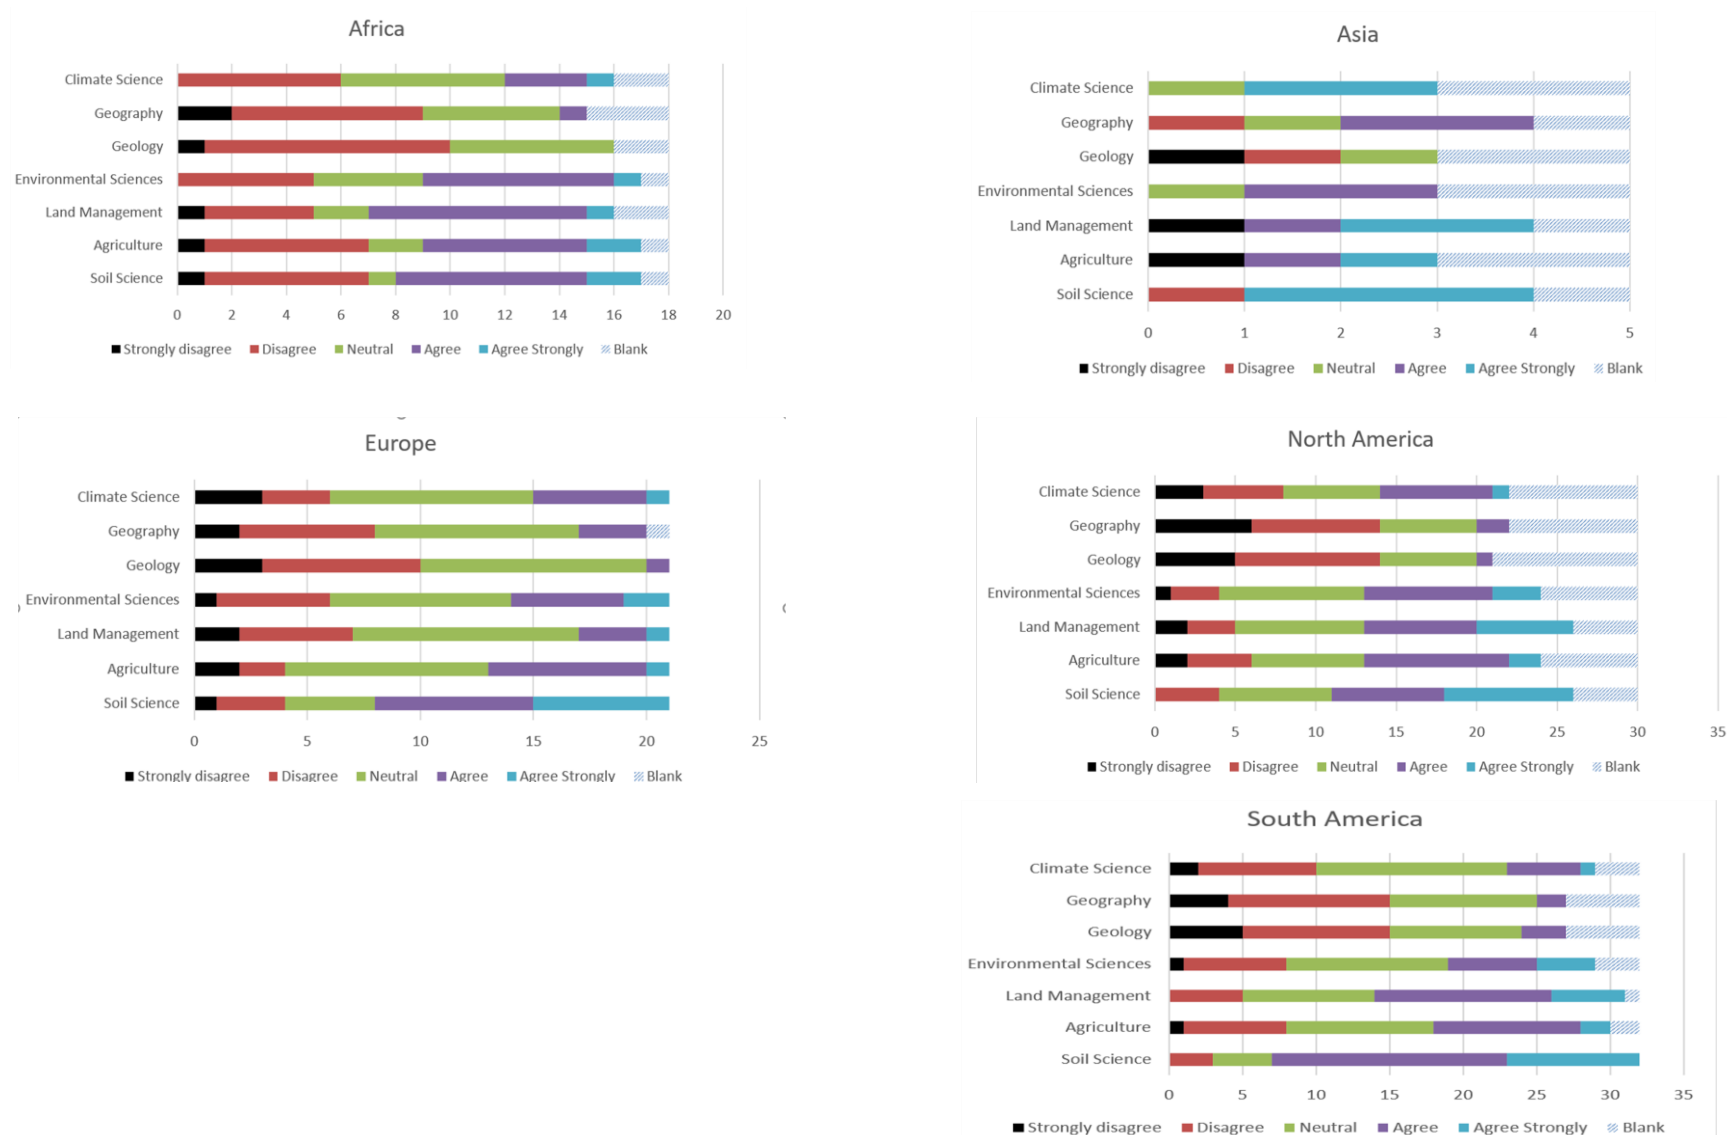 Africa
Climate Science
Geography
Geology
Environmental Sciences
Land Management
Agriculture
Soil Science
0 2 4 6 8 10 12 14 16 18 20
Strongly disagree Disagree Neutral Agree Agree Strongly Blank
Asia
Climate Science
Geography
Geology
Environmental Sciences
Land Management
Agriculture
Soil Science
0 1 2 3 4 5
Strongly disagree Disagree Neutral Agree Agree Strongly Blank
Europe
Climate Science
Geography
Geology
Environmental Sciences
Land Management
Agriculture
Soil Science
0 5 10 15 20 25
Strongly disagree Disagree Neutral Agree Agree Strongly Blank
North America
Climate Science
Geography
Geology
Environmental Sciences
Land Management
Agriculture
Soil Science
0 5 10 15 20 25 30 35
Strongly disagree Disagree Neutral Agree Agree Strongly Blank
South America
Climate Science
Geography
Geology
Environmental Sciences
Land Management
Agriculture
Soil Science
0 5 10 15 20 25 30 35
Strongly disagree Disagree Neutral Agree Agree Strongly Blank